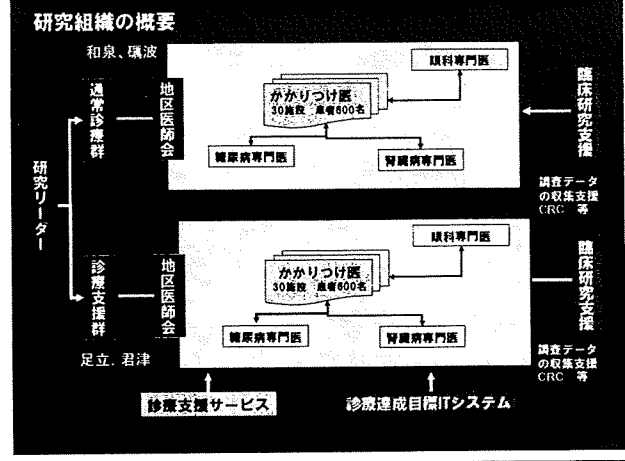 研究組織の概要
和泉、礪波
眼科専門医
かかりつけ医
30施設 患者600名
通常診療群
地区医師会
糖尿病専門医
腎臓病専門医
臨床研究支援
調査データ
の収集支援
CRC 等
研究リーダー
眼科専門医
かかりつけ医
30施設 患者600名
診療支援群
地区医師会
糖尿病専門医
腎臓病専門医
臨床研究支援
足立、君津
調査データ
の収集支援
CRC 等
診療支援サービス
診療達成目標ITシステム